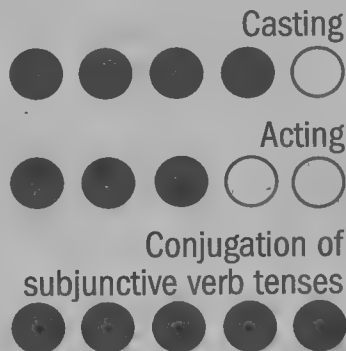 Casting
Acting
Conjugation of
subjunctive verb tenses